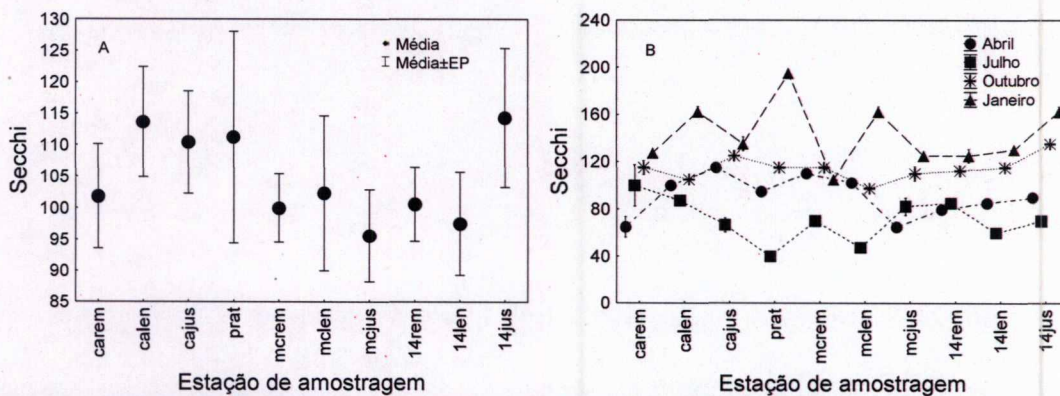 130
125
120
115
110
105
100
95
90
85
Secchi
A
Média
Média±EP
carem
calen
cajus
prat
mcrem
mclen
mcjus
14rem
14len
14jus
Estação de amostragem
240
200
160
120
80
40
0
Secchi
B
Abril
Julho
Outubro
Janeiro
carem
calen
cajus
prat
mcrem
mclen
mcjus
14rem
14len
14jus
Estação de amostragem